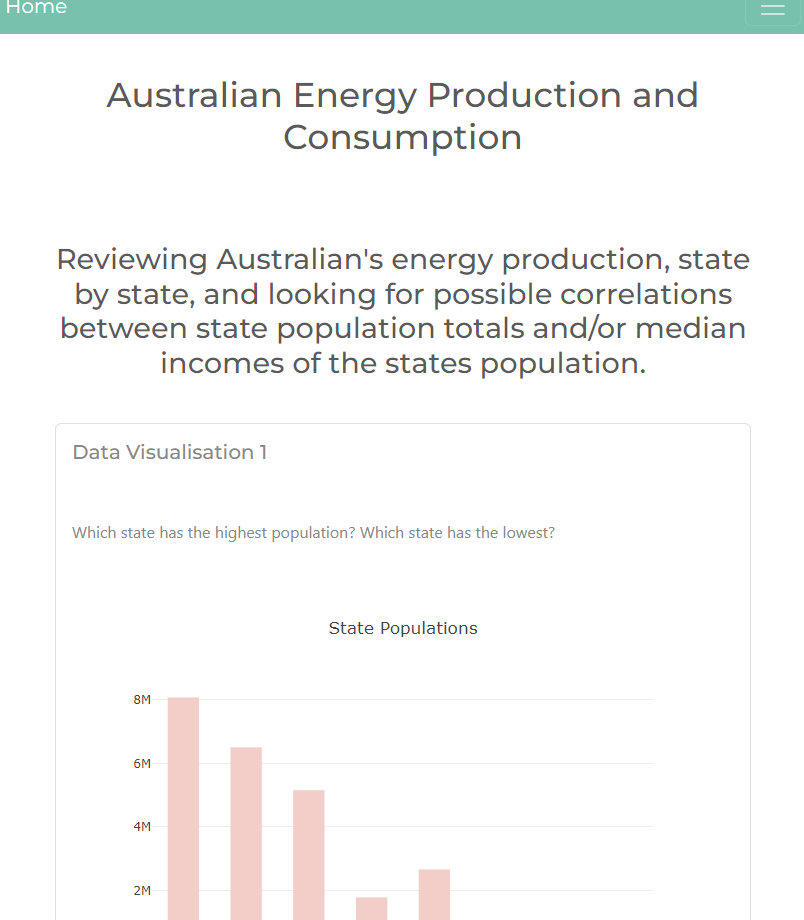 Home
Australian Energy Production and
Consumption
Reviewing Australian's energy production, state
by state, and looking for possible correlations
between state population totals and/or median
incomes of the states population.
Data Visualisation 1
Which state has the highest population? Which state has the lowest?
State Populations
8M
6M
4M
2M